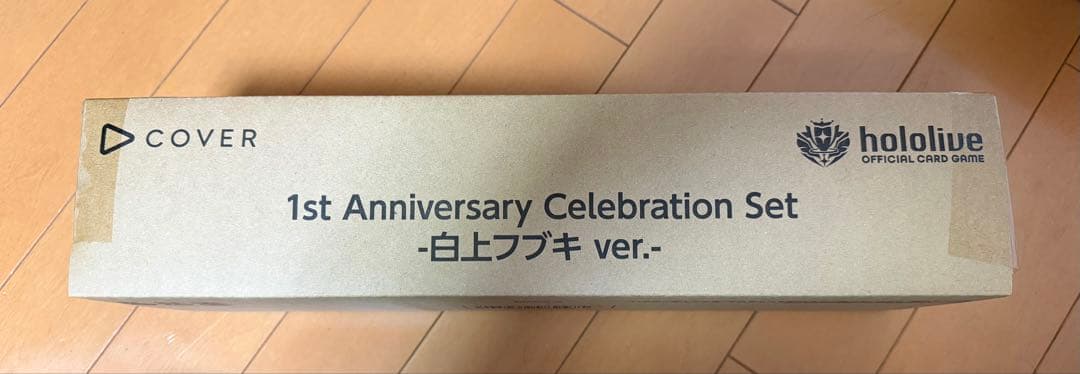 COVER
hololive
OFFICIAL CARD GAME
1st Anniversary Celebration Set
-白上フブキ ver.-